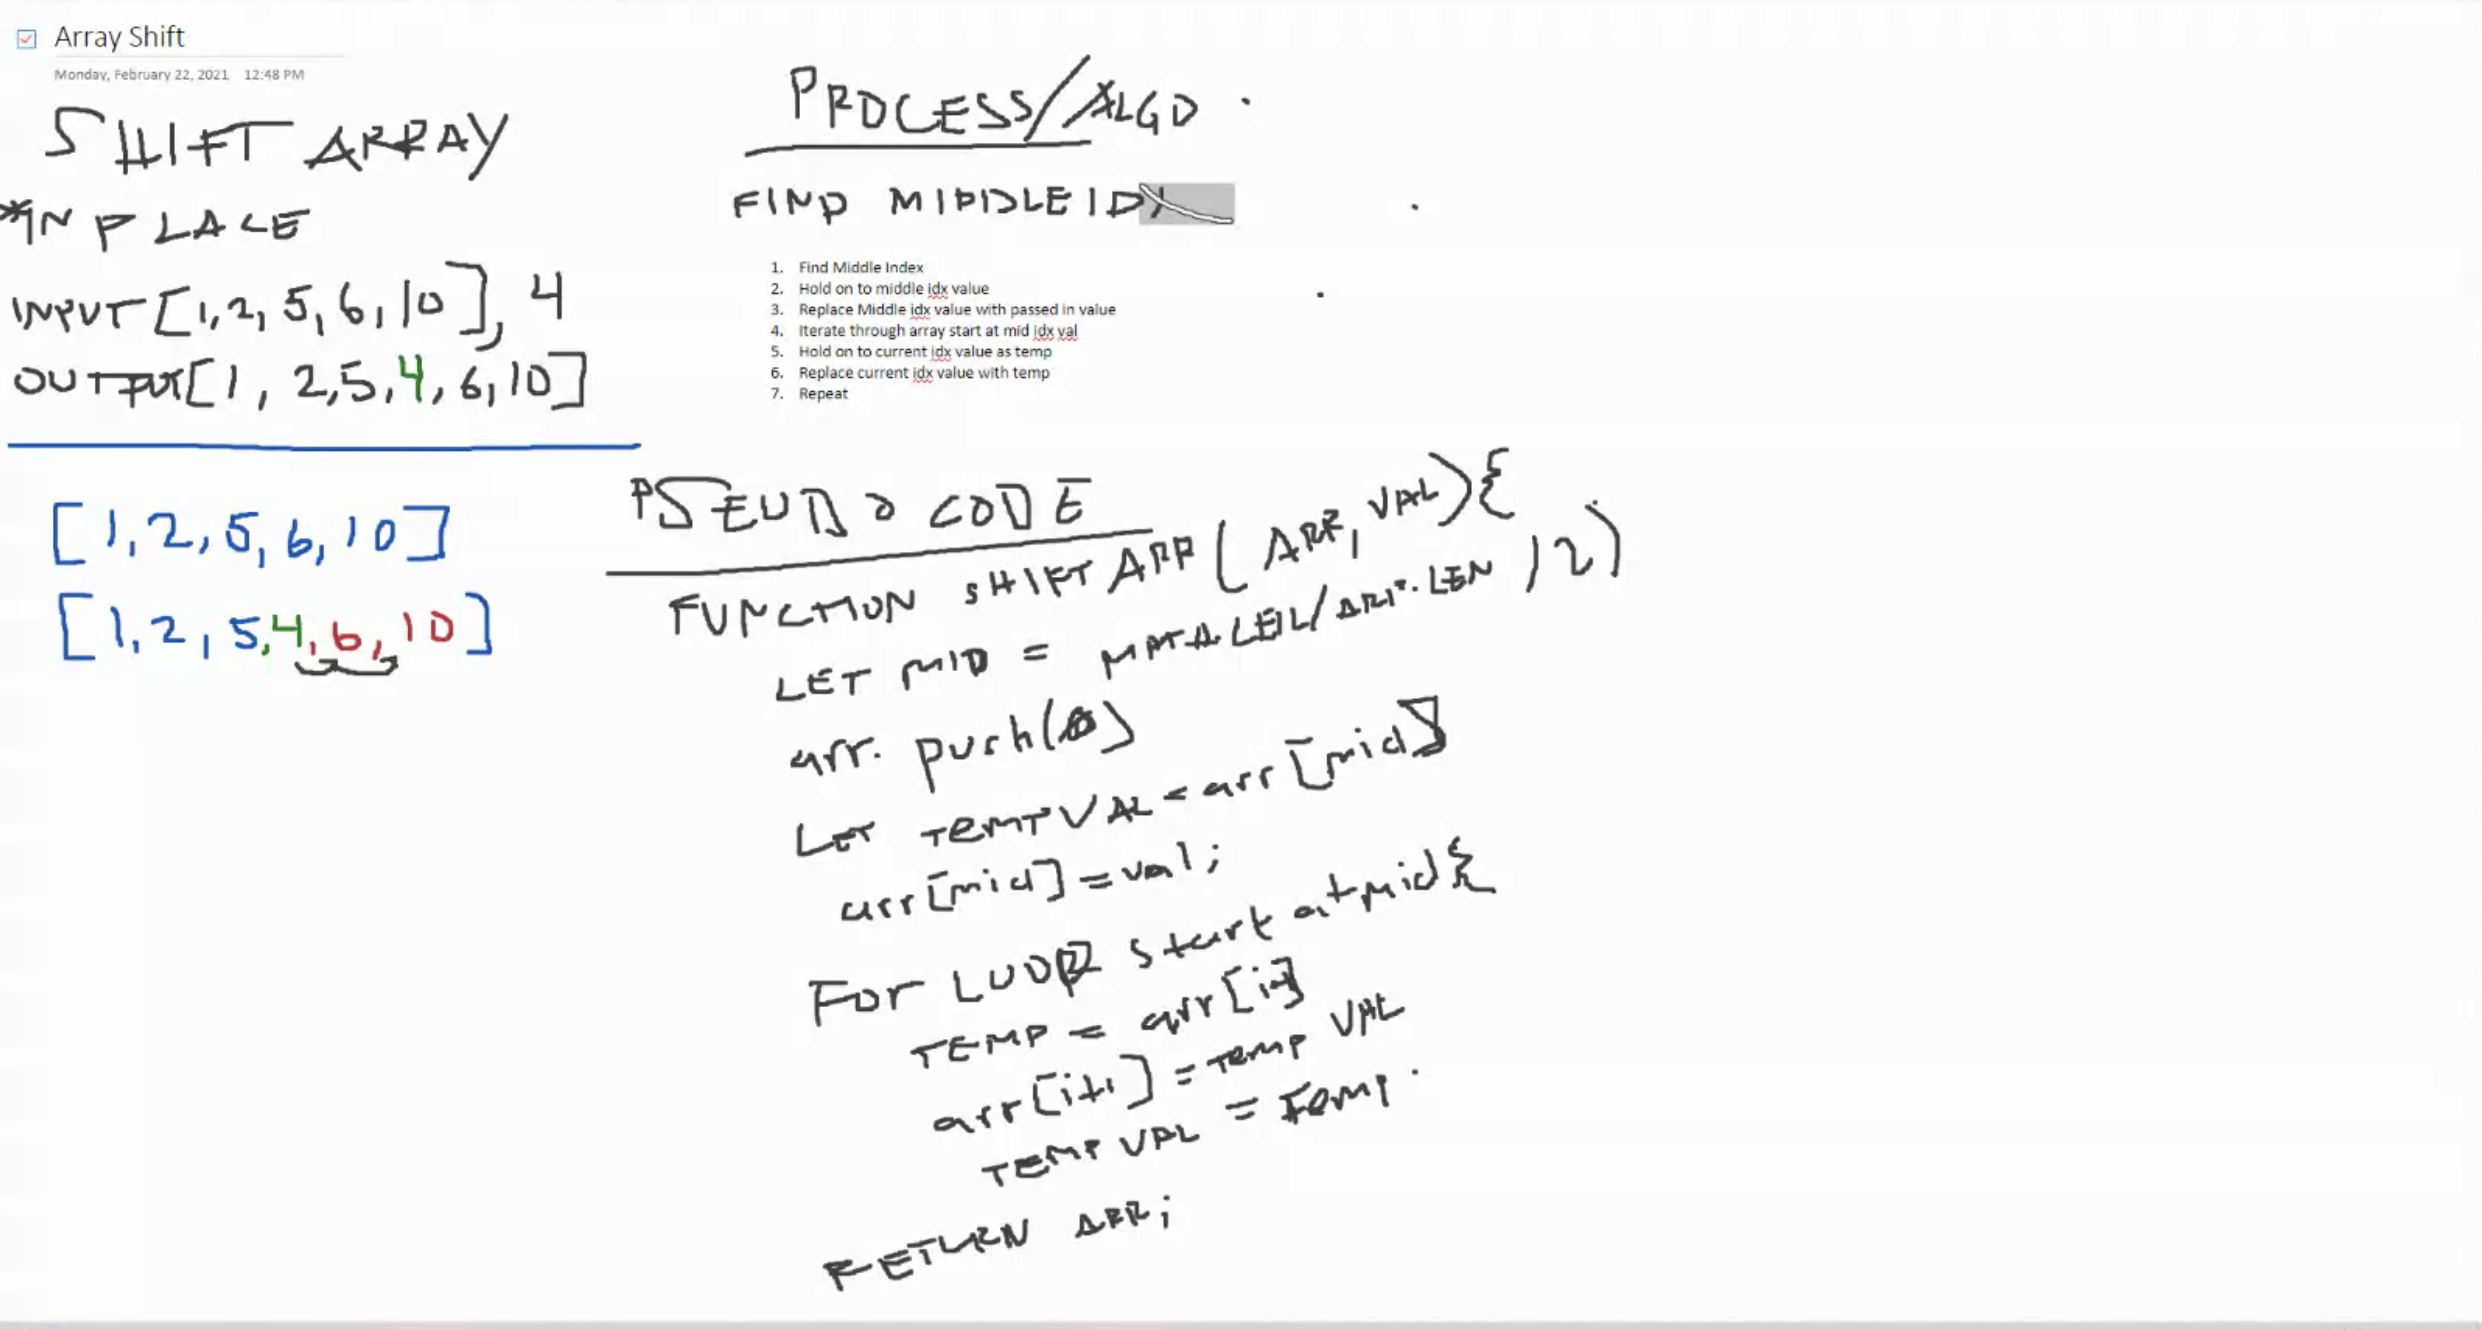 Array Shift
Monday, February 22, 2021 12:48 PM
SHIFT ARRAY
*IN PLACE
INPUT [1,2,5,6,10], 4
OUTPUT [1, 2,5,4,6,10]
[1,2,5,6,10]
[1,2,5,4,6,10]
PROCESS/ALGO
FIND MIDDLE IDX
1. Find Middle Index
2. Hold on to middle idx value
3. Replace Middle idx value with passed in value
4. Iterate through array start at mid idx val
5. Hold on to current idx value as temp
6. Replace current idx value with temp
7. Repeat
PSEUDO CODE
FUNCTION SHIFT ARR (ARR, VAL){
LET MID = MATH.CEIL/ARR.LEN /2)
arr. push(0)
LET TEMPVAL = arr [mid]
arr[mid] = val;
For LOOP start at mid{
TEMP = arr[i+1]
arr[i+1] = TEMP VAL
TEMP VAL = temp
RETURN ARR;